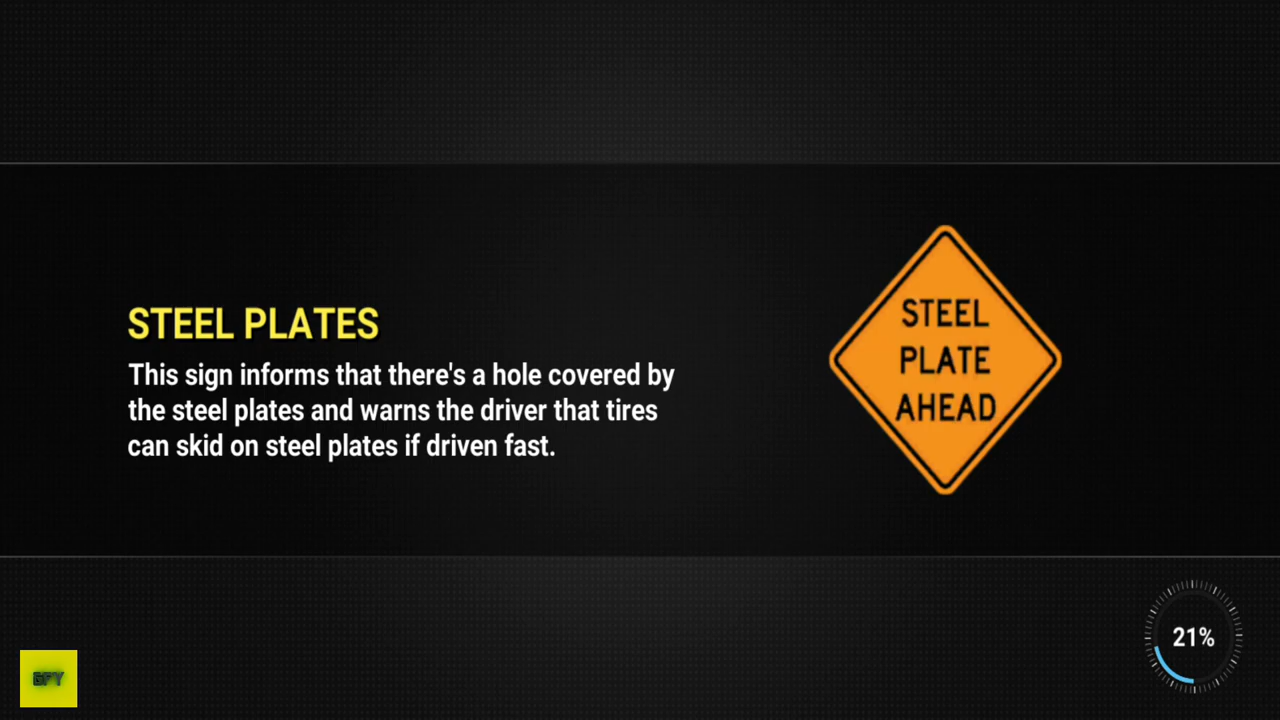 STEEL PLATES
This sign informs that there's a hole covered by
the steel plates and warns the driver that tires
can skid on steel plates if driven fast.
STEEL
PLATE
AHEAD
21%
GFY